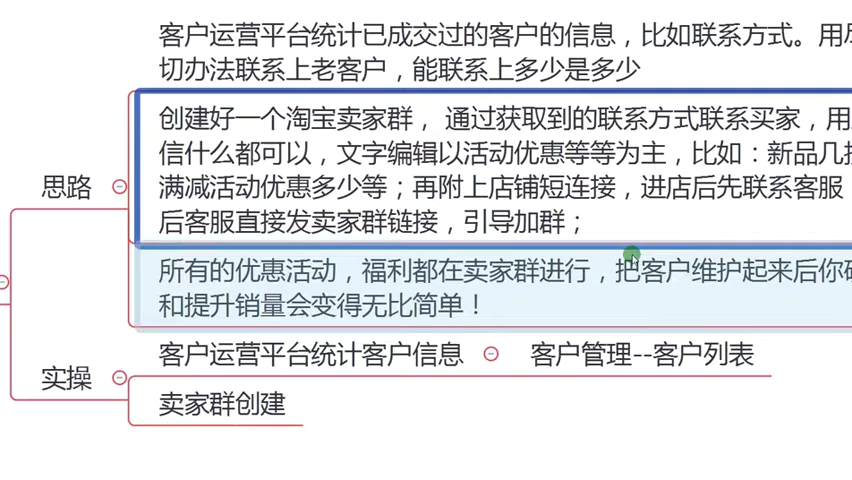 客户运营平台统计已成交过的客户的信息，比如联系方式。用
切办法联系上老客户，能联系上多少是多少
创建好一个淘宝卖家群， 通过获取到的联系方式联系买家，用
信什么都可以，文字编辑以活动优惠等等为主，比如：新品几
满减活动优惠多少等；再附上店铺短连接，进店后先联系客服
后客服直接发卖家群链接，引导加群；
思路
所有的优惠活动，福利都在卖家群进行，把客户维护起来后你
和提升销量会变得无比简单！
客户运营平台统计客户信息 客户管理--客户列表
实操
卖家群创建